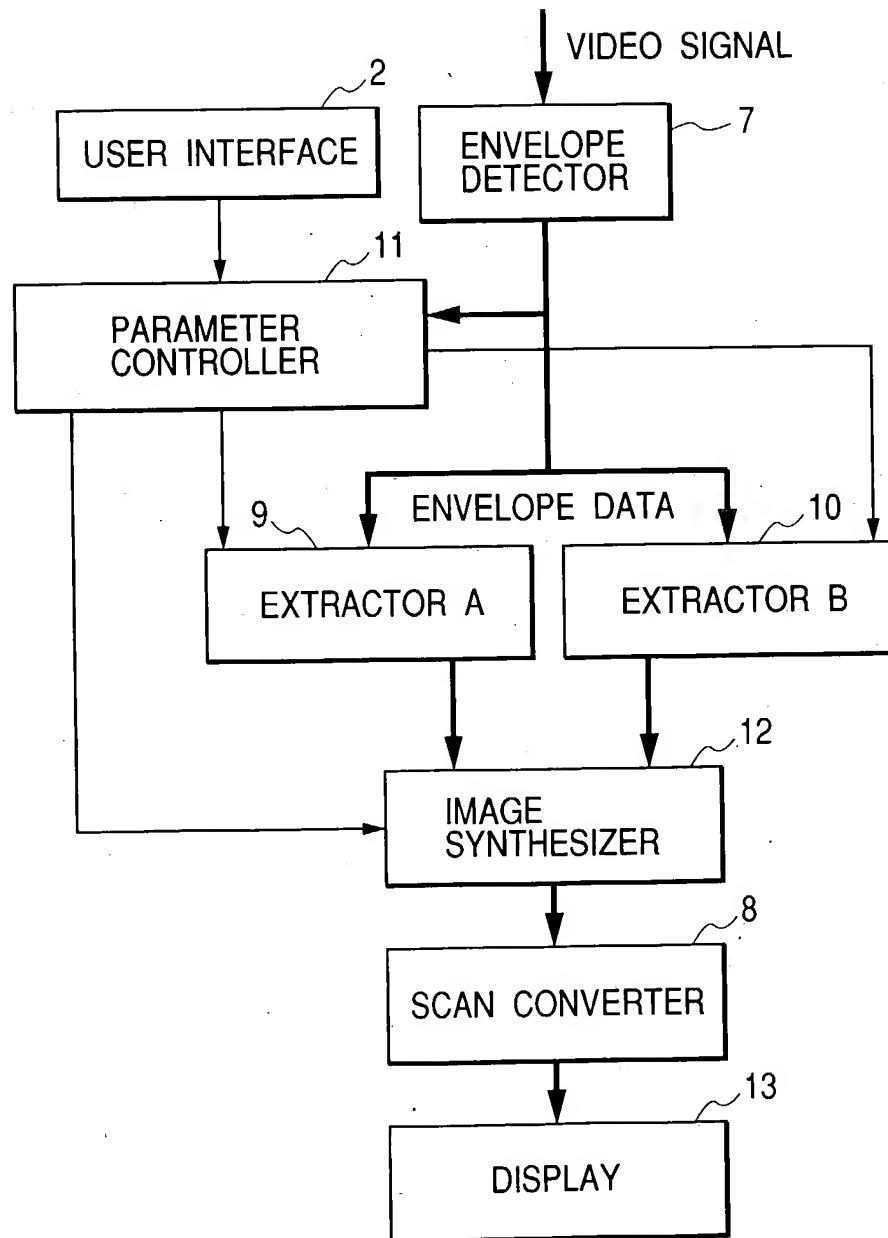 VIDEO SIGNAL
2
USER INTERFACE
7
ENVELOPE
DETECTOR
11
PARAMETER
CONTROLLER
9
ENVELOPE DATA
10
EXTRACTOR A
EXTRACTOR B
12
IMAGE
SYNTHESIZER
8
SCAN CONVERTER
13
DISPLAY